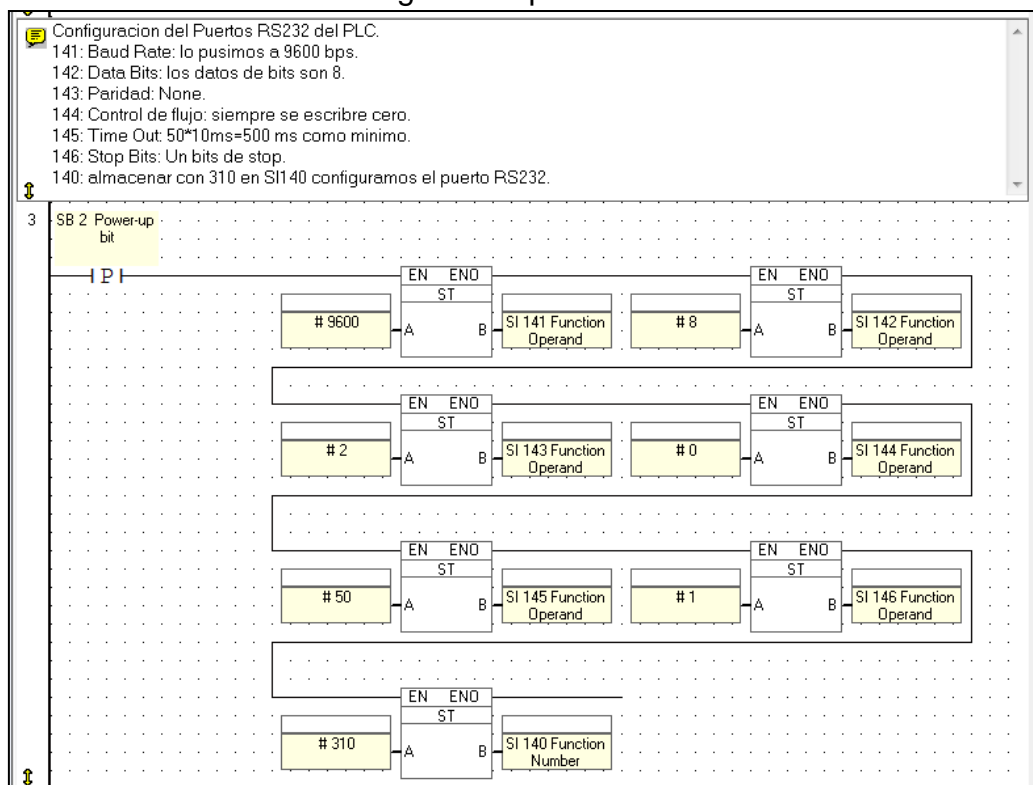 Configuracion del Puertos RS232 del PLC.
141: Baud Rate: lo pusimos a 9600 bps.
142: Data Bits: los datos de bits son 8.
143: Paridad: None.
144: Control de flujo: siempre se escribre cero.
145: Time Out: 50*10ms=500 ms como minimo.
146: Stop Bits: Un bits de stop.
140: almacenar con 310 en SI140 configuramos el puerto RS232.
3
SB 2 Power-up
bit
P
EN ENO
ST
# 9600
A B
SI 141 Function
Operand
EN ENO
ST
# 8
A B
SI 142 Function
Operand
EN ENO
ST
# 2
A B
SI 143 Function
Operand
EN ENO
ST
# 0
A B
SI 144 Function
Operand
EN ENO
ST
# 50
A B
SI 145 Function
Operand
EN ENO
ST
# 1
A B
SI 146 Function
Operand
EN ENO
ST
# 310
A B
SI 140 Function
Number